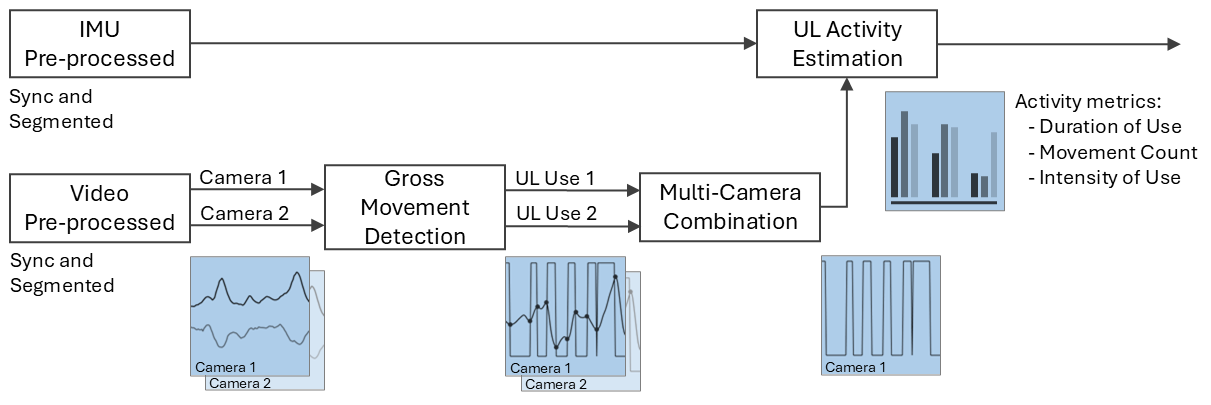 IMU
Pre-processed
UL Activity
Estimation
Sync and
Segmented
Activity metrics:
- Duration of Use
- Movement Count
- Intensity of Use
Video
Pre-processed
Camera 1
Camera 2
Gross
Movement
Detection
UL Use 1
UL Use 2
Multi-Camera
Combination
Sync and
Segmented
Camera 1
Camera 2
Camera 1
Camera 2
Camera 1